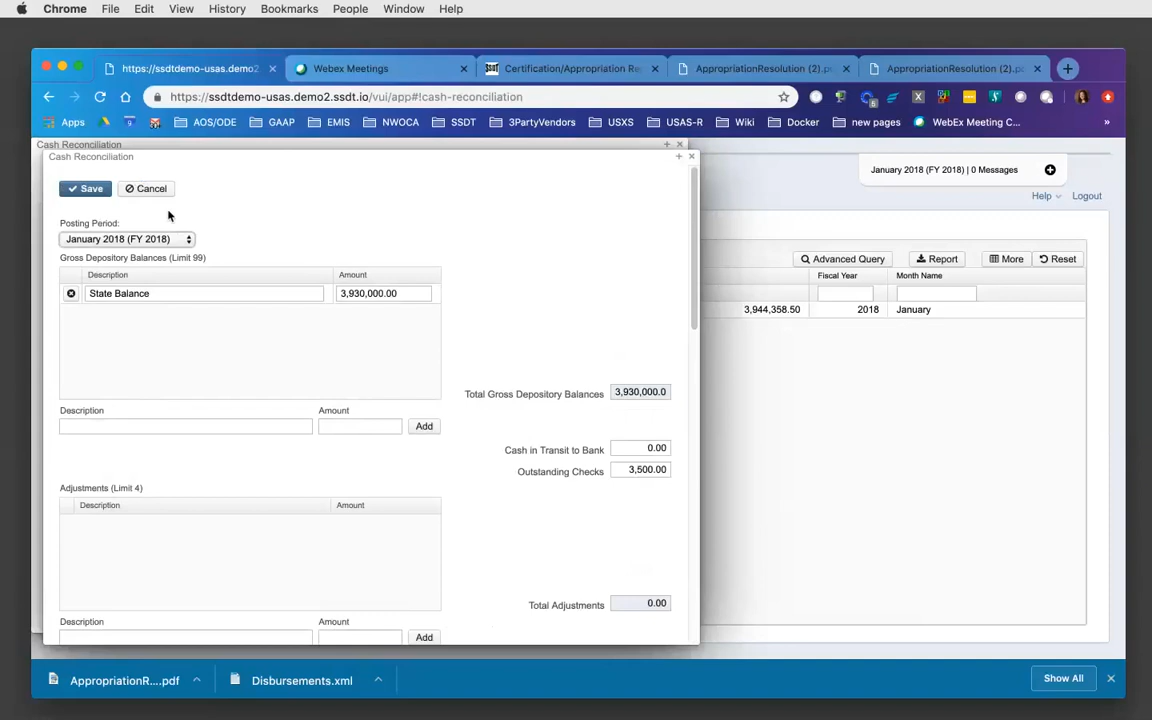 Chrome File Edit View History Bookmarks People Window Help
https://ssdtdemo-usas.demo2 Webex Meetings Certification/Appropriation Re AppropriationResolution (2).p AppropriationResolution (2).p
https://ssdtdemo-usas.demo2.ssdt.io/vui/app#!cash-reconciliation
Apps AOS/ODE GAAP EMIS NWOCA SSDT 3PartyVendors USXS USAS-R Wiki Docker new pages WebEx Meeting C... »
Cash Reconciliation
Cash Reconciliation
January 2018 (FY 2018) | 0 Messages
Save Cancel
Help Logout
Posting Period:
January 2018 (FY 2018)
Gross Depository Balances (Limit 99)
Advanced Query Report More Reset
Description Amount
Fiscal Year Month Name
State Balance 3,930,000.00
3,944,358.50 2018 January
Total Gross Depository Balances 3,930,000.0
Description Amount
Add
Cash in Transit to Bank 0.00
Outstanding Checks 3,500.00
Adjustments (Limit 4)
Description Amount
Total Adjustments 0.00
Description Amount
Add
AppropriationR....pdf Disbursements.xml Show All